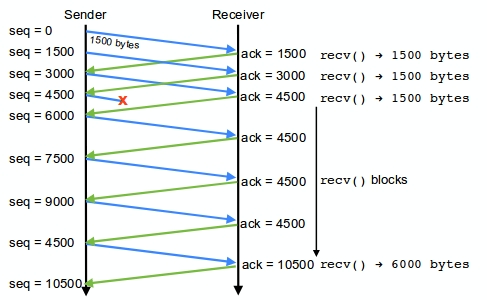 Sender
Receiver
seq = 0
1500 bytes
seq = 1500
ack = 1500 recv() → 1500 bytes
seq = 3000
ack = 3000 recv() → 1500 bytes
seq = 4500
x
ack = 4500 recv() → 1500 bytes
seq = 6000
ack = 4500
seq = 7500
ack = 4500
recv() blocks
seq = 9000
ack = 4500
seq = 4500
ack = 10500 recv() → 6000 bytes
seq = 10500